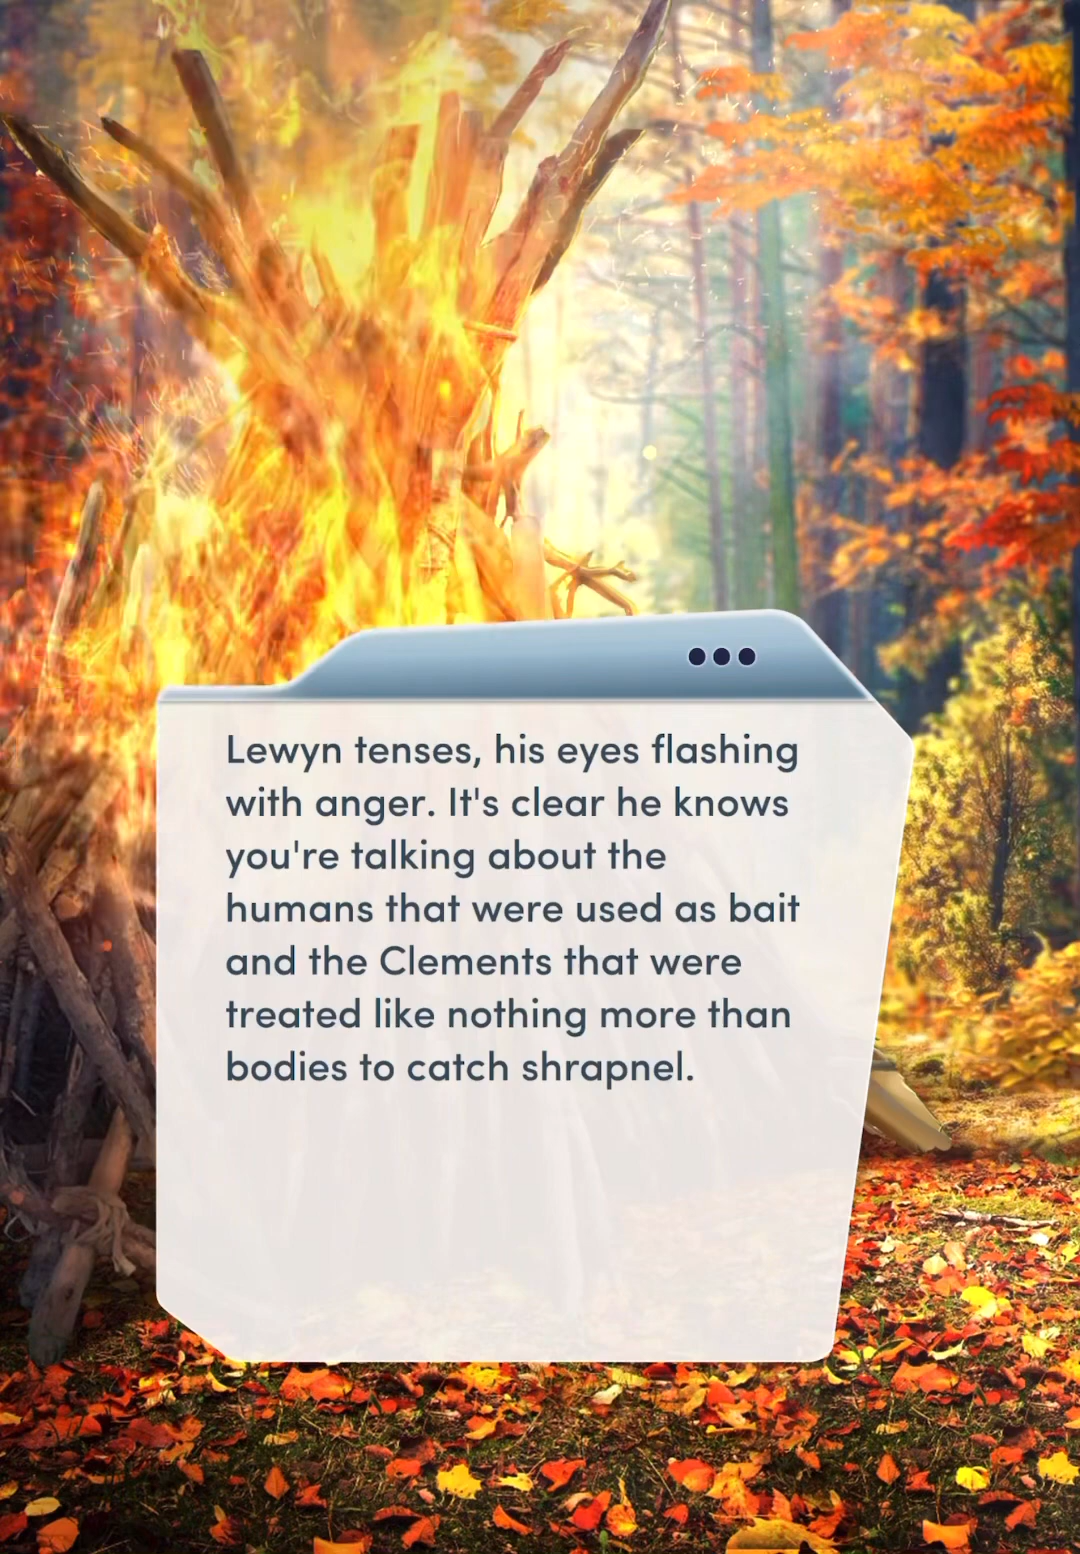 Lewyn tenses, his eyes flashing
with anger. It's clear he knows
you're talking about the
humans that were used as bait
and the Clements that were
treated like nothing more than
bodies to catch shrapnel.